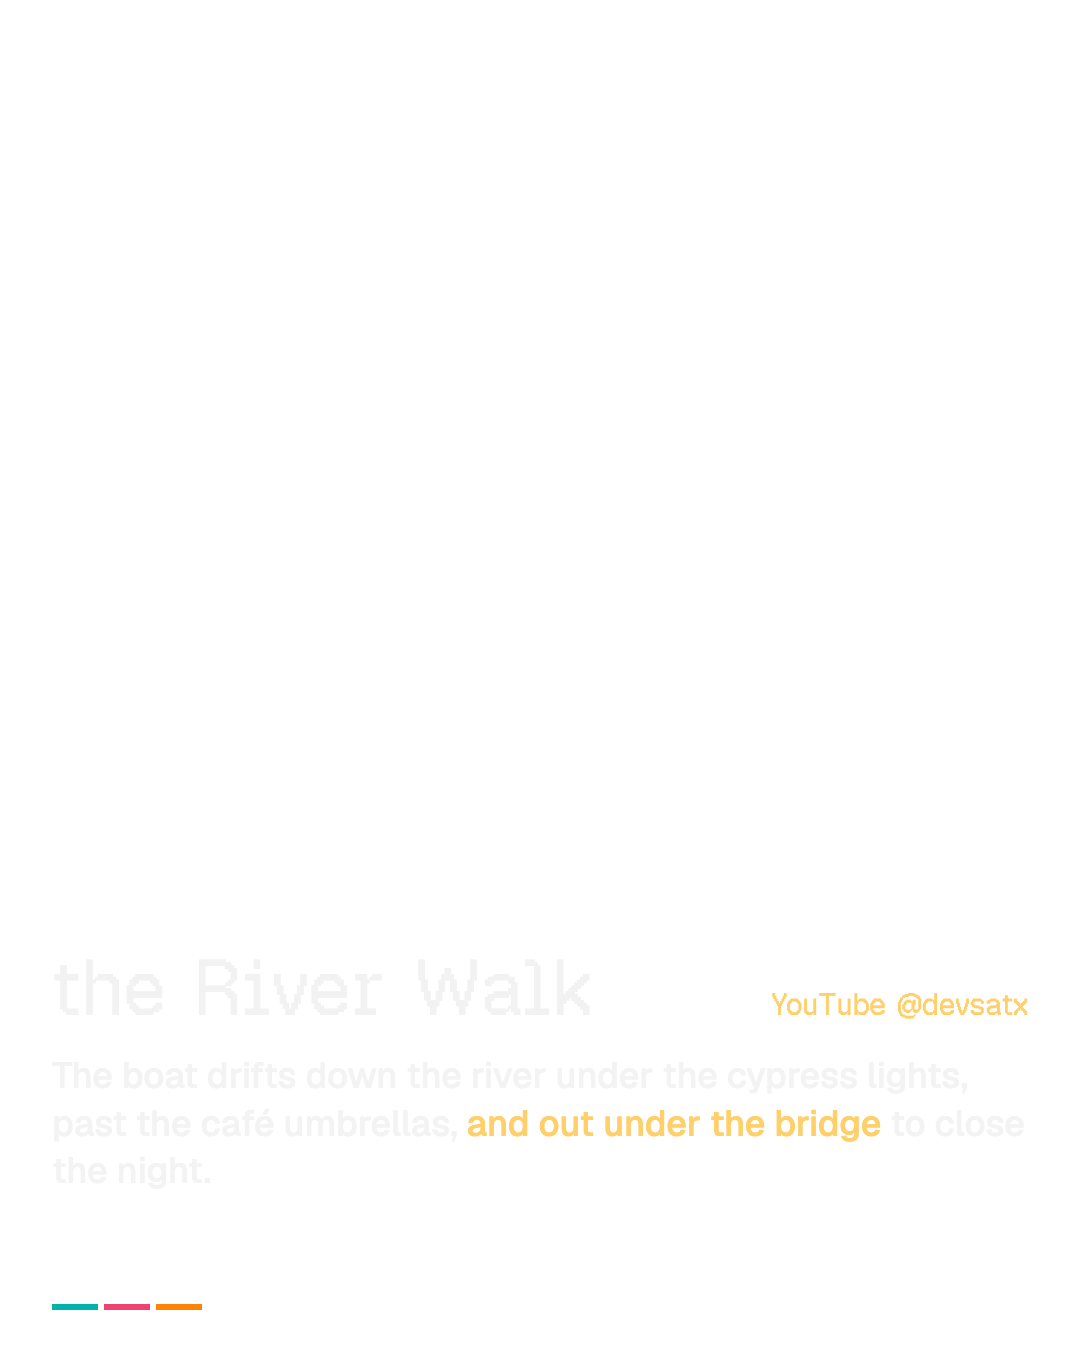 the River Walk
YouTube @devsatx
The boat drifts down the river under the cypress lights,
past the café umbrellas, and out under the bridge to close
the night.